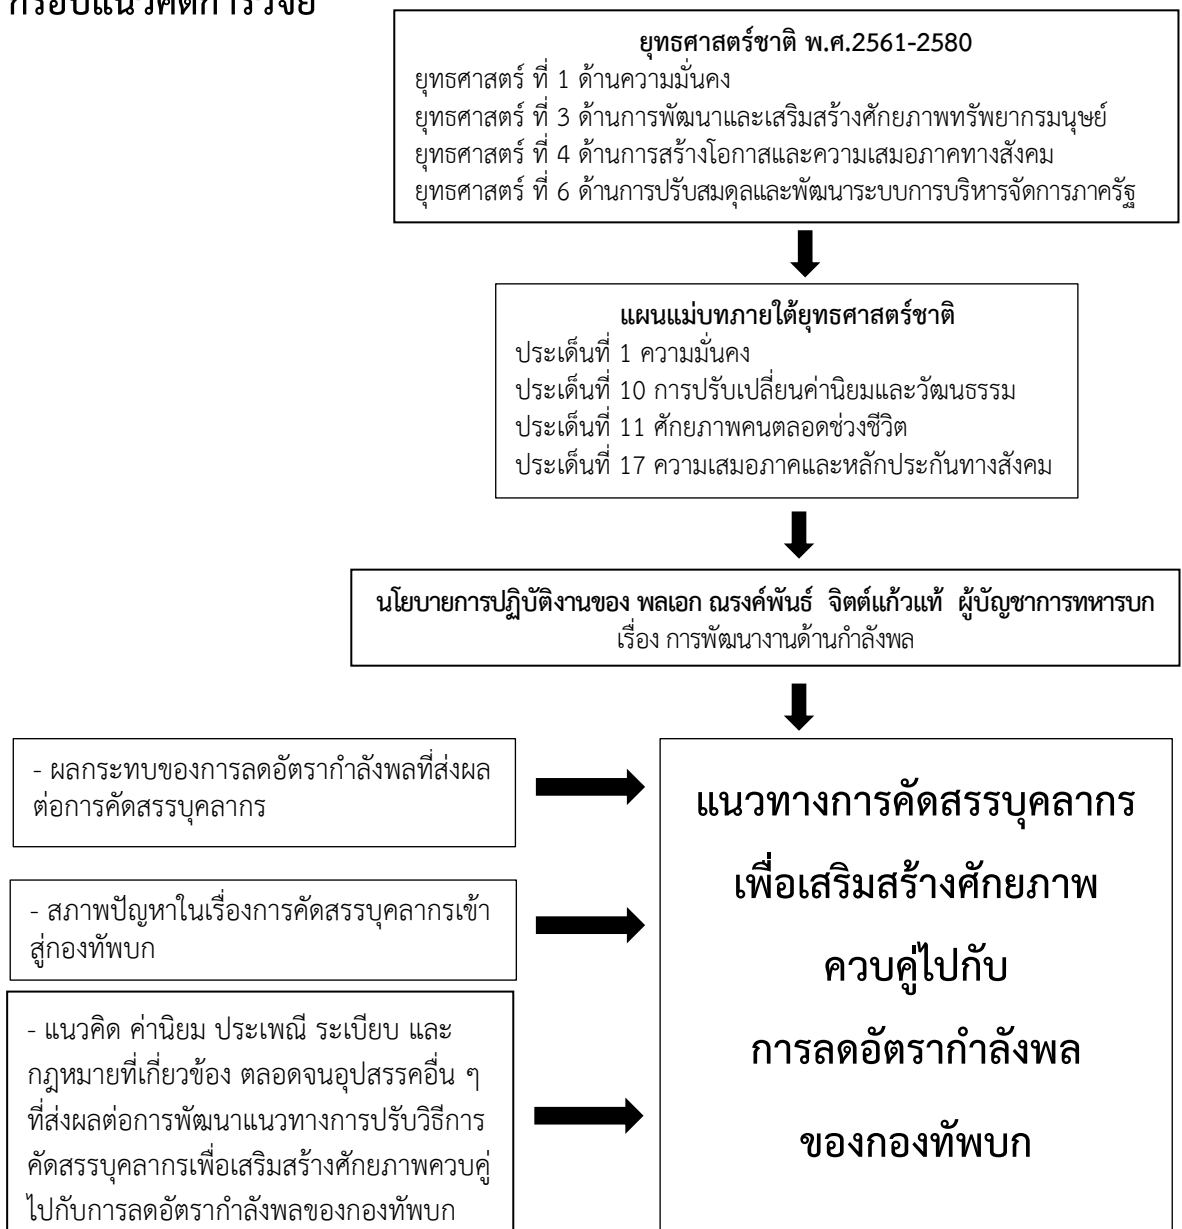 กรอบแนวคิดการวิจัย
ยุทธศาสตร์ชาติ พ.ศ.2561-2580
ยุทธศาสตร์ ที่ 1 ด้านความมั่นคง
ยุทธศาสตร์ ที่ 3 ด้านการพัฒนาและเสริมสร้างศักยภาพทรัพยากรมนุษย์
ยุทธศาสตร์ ที่ 4 ด้านการสร้างโอกาสและความเสมอภาคทางสังคม
ยุทธศาสตร์ ที่ 6 ด้านการปรับสมดุลและพัฒนาระบบการบริหารจัดการภาครัฐ
แผนแม่บทภายใต้ยุทธศาสตร์ชาติ
ประเด็นที่ 1 ความมั่นคง
ประเด็นที่ 10 การปรับเปลี่ยนค่านิยมและวัฒนธรรม
ประเด็นที่ 11 ศักยภาพคนตลอดช่วงชีวิต
ประเด็นที่ 17 ความเสมอภาคและหลักประกันทางสังคม
นโยบายการปฏิบัติงานของ พลเอก ณรงค์พันธ์ จิตต์แก้วแท้ ผู้บัญชาการทหารบก
เรื่อง การพัฒนางานด้านกำลังพล
- ผลกระทบของการลดอัตรากำลังพลที่ส่งผล
ต่อการคัดสรรบุคลากร
- สภาพปัญหาในเรื่องการคัดสรรบุคลากรเข้า
สู่กองทัพบก
- แนวคิด ค่านิยม ประเพณี ระเบียบ และ
กฎหมายที่เกี่ยวข้อง ตลอดจนอุปสรรคอื่น ๆ
ที่ส่งผลต่อการพัฒนาแนวทางการปรับวิธีการ
คัดสรรบุคลากรเพื่อเสริมสร้างศักยภาพควบคู่
ไปกับการลดอัตรากำลังพลของกองทัพบก
แนวทางการคัดสรรบุคลากร
เพื่อเสริมสร้างศักยภาพ
ควบคู่ไปกับ
การลดอัตรากำลังพล
ของกองทัพบก